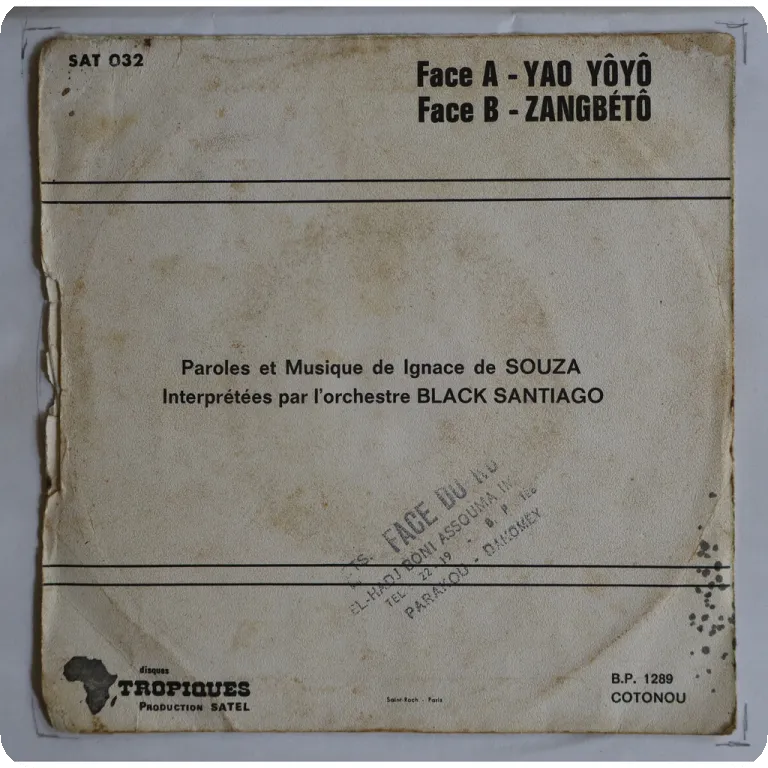 SAT 032
Face A - YAO YÔYÔ
Face B - ZANGBÉTÔ
Paroles et Musique de Ignace de SOUZA
Interprétées par l'orchestre BLACK SANTIAGO
FACE DU
EL-HADJ BONI ASSOUMA
TEL 22-19 - B. P
PARAKOU - DAHOMEY
disques
TROPIQUES
PRODUCTION SATEL
Saint-Roch - Paris
B.P. 1289
COTONOU